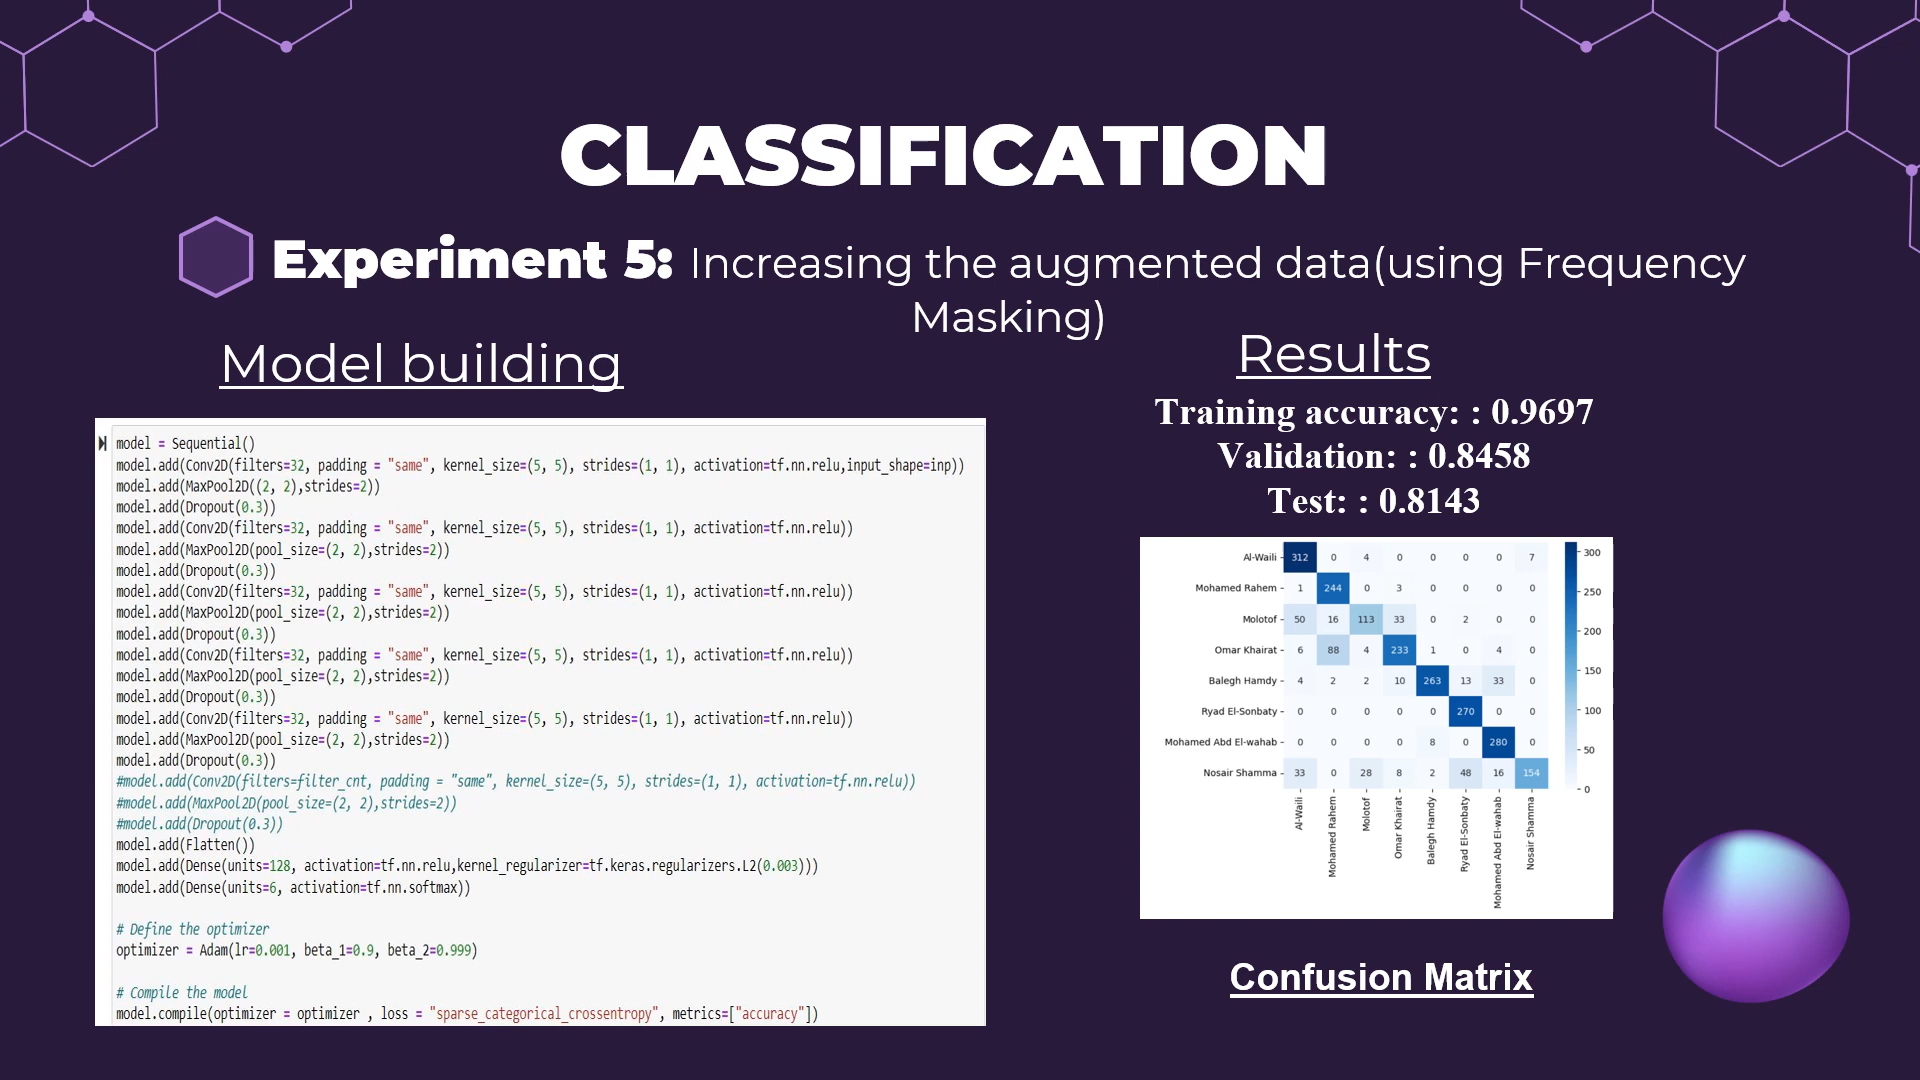 CLASSIFICATION
Experiment 5: Increasing the augmented data(using Frequency
Masking)
Model building
model = Sequential()
model.add(Conv2D(filters=32, padding = "same", kernel_size=(5, 5), strides=(1, 1), activation=tf.nn.relu,input_shape=inp))
model.add(MaxPool2D((2, 2),strides=2))
model.add(Dropout(0.3))
model.add(Conv2D(filters=32, padding = "same", kernel_size=(5, 5), strides=(1, 1), activation=tf.nn.relu))
model.add(MaxPool2D(pool_size=(2, 2),strides=2))
model.add(Dropout(0.3))
model.add(Conv2D(filters=32, padding = "same", kernel_size=(5, 5), strides=(1, 1), activation=tf.nn.relu))
model.add(MaxPool2D(pool_size=(2, 2),strides=2))
model.add(Dropout(0.3))
model.add(Conv2D(filters=32, padding = "same", kernel_size=(5, 5), strides=(1, 1), activation=tf.nn.relu))
model.add(MaxPool2D(pool_size=(2, 2),strides=2))
model.add(Dropout(0.3))
model.add(Conv2D(filters=32, padding = "same", kernel_size=(5, 5), strides=(1, 1), activation=tf.nn.relu))
model.add(MaxPool2D(pool_size=(2, 2),strides=2))
model.add(Dropout(0.3))
#model.add(Conv2D(filters=filter_cnt, padding = "same", kernel_size=(5, 5), strides=(1, 1), activation=tf.nn.relu))
#model.add(MaxPool2D(pool_size=(2, 2),strides=2))
#model.add(Dropout(0.3))
model.add(Flatten())
model.add(Dense(units=128, activation=tf.nn.relu,kernel_regularizer=tf.keras.regularizers.L2(0.003)))
model.add(Dense(units=6, activation=tf.nn.softmax))
# Define the optimizer
optimizer = Adam(lr=0.001, beta_1=0.9, beta_2=0.999)
# Compile the model
model.compile(optimizer = optimizer , loss = "sparse_categorical_crossentropy", metrics=["accuracy"])
Results
Training accuracy: : 0.9697
Validation: : 0.8458
Test: : 0.8143
Al-Waili 312 0 4 0 0 0 0 7
Mohamed Rahem 1 244 0 3 0 0 0 0
Molotof 50 16 113 33 0 2 0 0
Omar Khairat 6 88 4 233 1 0 4 0
Balegh Hamdy 4 2 2 10 263 13 33 0
Ryad El-Sonbaty 0 0 0 0 0 270 0 0
Mohamed Abd El-wahab 0 0 0 0 8 0 280 0
Nosair Shamma 33 0 28 8 2 48 16 154
Al-Waili
Mohamed Rahem
Molotof
Omar Khairat
Balegh Hamdy
Ryad El-Sonbaty
Mohamed Abd El-wahab
Nosair Shamma
300
250
200
150
100
50
0
Confusion Matrix